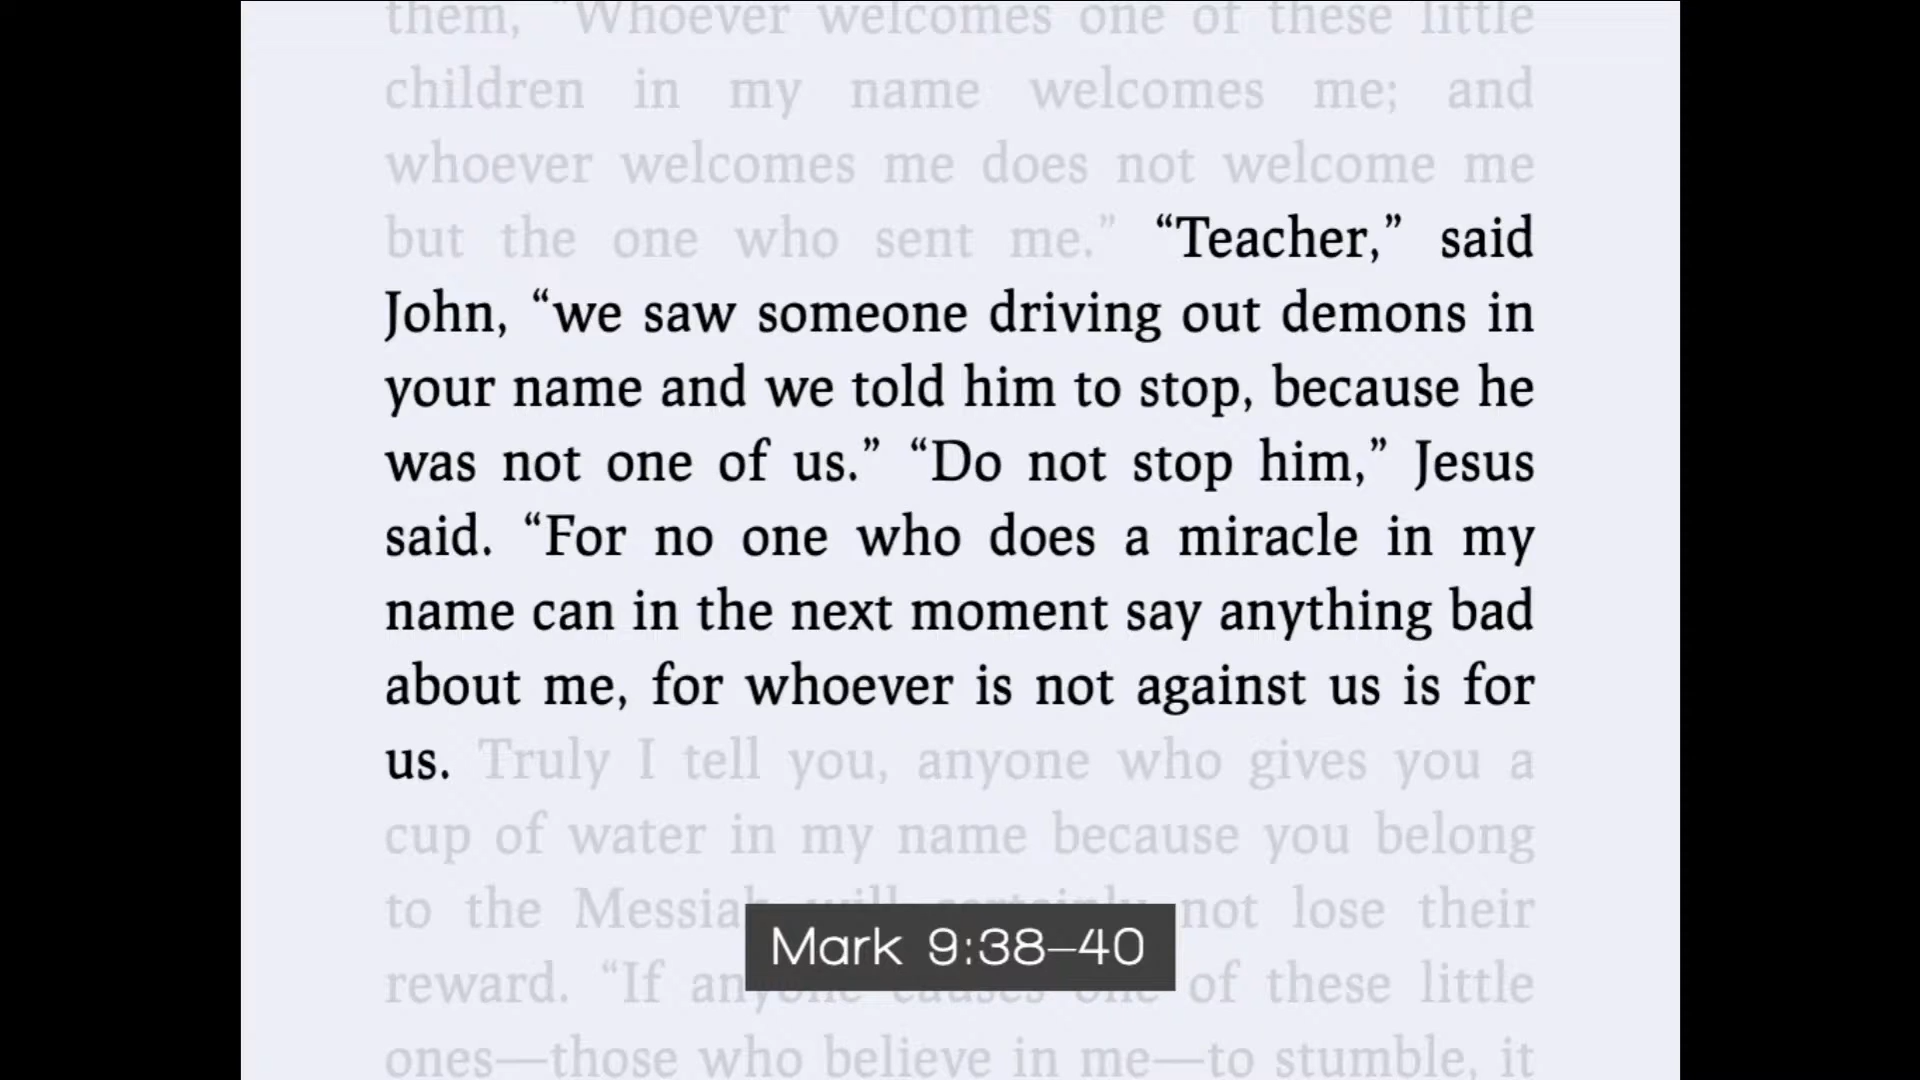 them, “Whoever welcomes one of these little
children in my name welcomes me; and
whoever welcomes me does not welcome me
but the one who sent me.” “Teacher,” said
John, “we saw someone driving out demons in
your name and we told him to stop, because he
was not one of us.” “Do not stop him,” Jesus
said. “For no one who does a miracle in my
name can in the next moment say anything bad
about me, for whoever is not against us is for
us. Truly I tell you, anyone who gives you a
cup of water in my name because you belong
to the Messiah will certainly not lose their
Mark 9:38–40
reward. “If anyone causes one of these little
ones—those who believe in me—to stumble, it